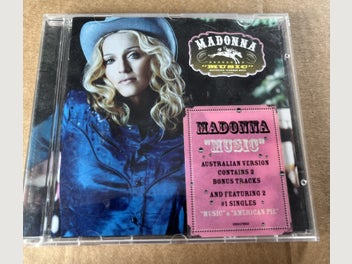 MADONNA
"MUSIC"
MADONNA
"MUSIC"
AUSTRALIAN VERSION
CONTAINS 2
BONUS TRACKS
AND FEATURING 2
#1 SINGLES
"MUSIC" & "AMERICAN PIE"